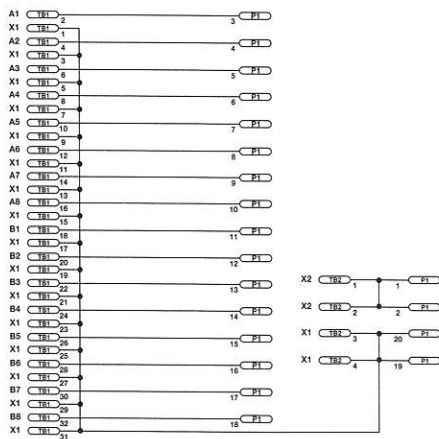 A1 TB1 2 3 P1
X1 TB1 1
A2 TB1 4 4 P1
X1 TB1 3
A3 TB1 6 5 P1
X1 TB1 5
A4 TB1 8 6 P1
X1 TB1 7
A5 TB1 10 7 P1
X1 TB1 9
A6 TB1 12 8 P1
X1 TB1 11
A7 TB1 14 9 P1
X1 TB1 13
A8 TB1 16 10 P1
X1 TB1 15
B1 TB1 18 11 P1
X1 TB1 17
B2 TB1 20 12 P1
X1 TB1 19
B3 TB1 22 13 P1
X1 TB1 21
B4 TB1 24 14 P1
X1 TB1 23
B5 TB1 26 15 P1
X1 TB1 25
B6 TB1 28 16 P1
X1 TB1 27
B7 TB1 30 17 P1
X1 TB1 29
B8 TB1 32 18 P1
X1 TB1 31
X2 TB2 1 1 P1
X2 TB2 2 2 P1
X1 TB2 3 20 P1
X1 TB2 4 19 P1